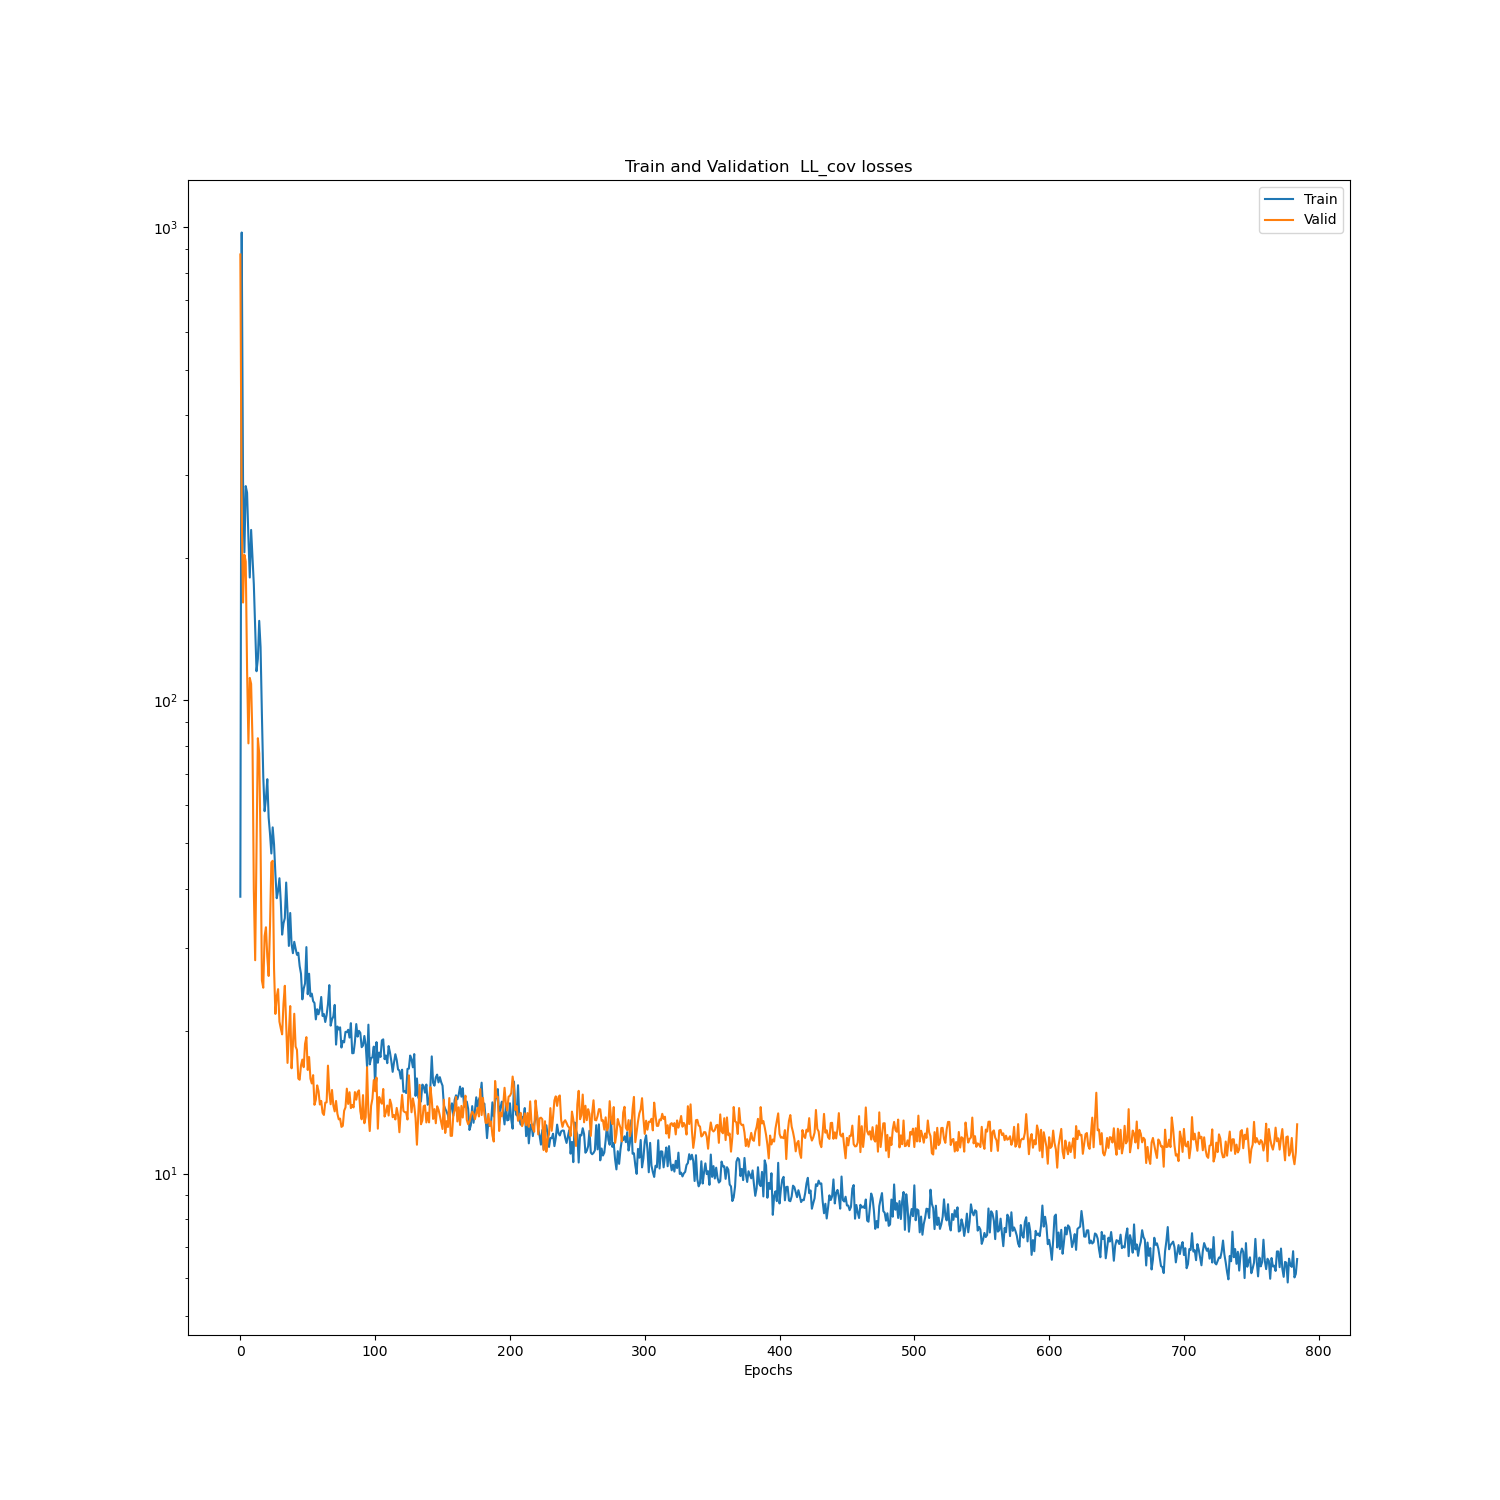 Train and Validation  LL_cov losses
Train
Valid
10³
10²
10¹
0 100 200 300 400 500 600 700 800
Epochs